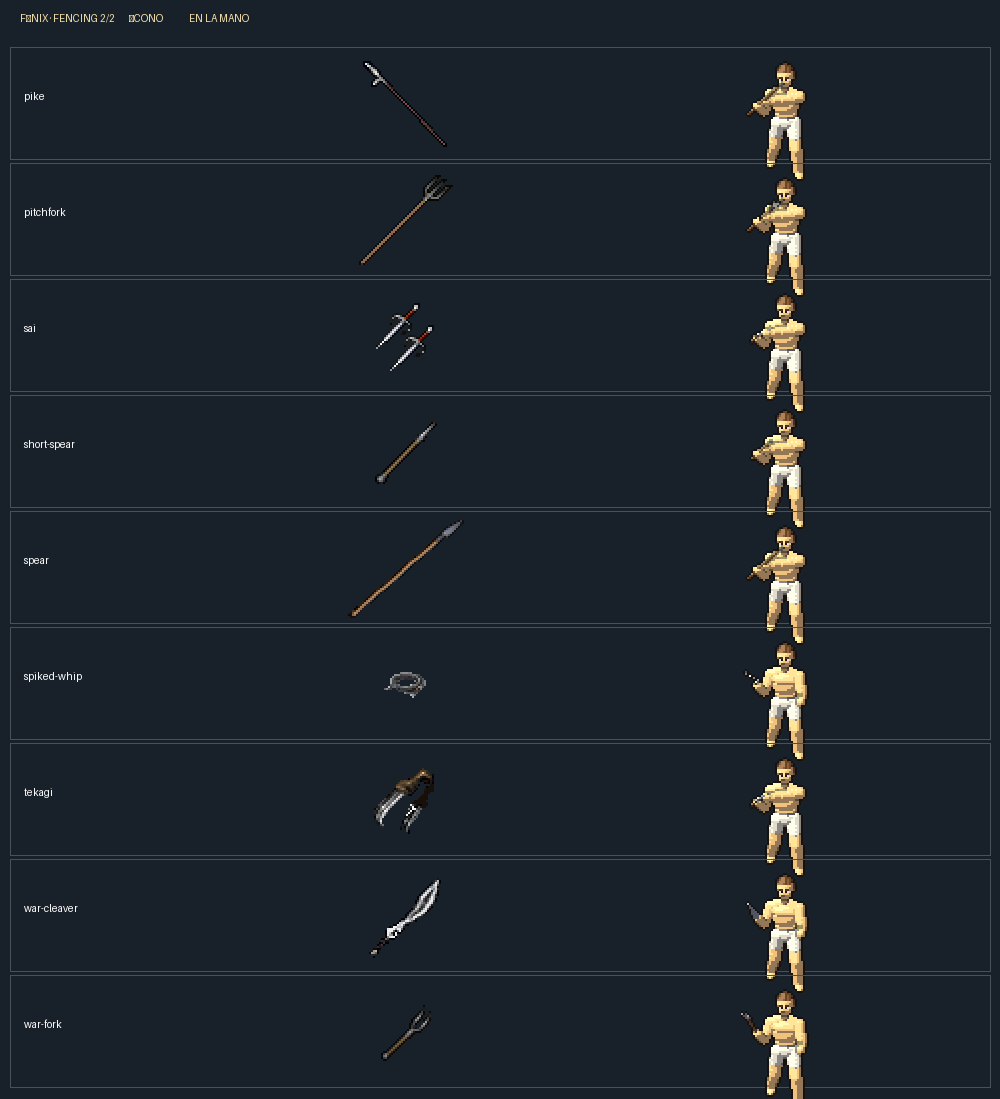 F▯NIX · FENCING 2/2 ▯CONO EN LA MANO
pike
pitchfork
sai
short-spear
spear
spiked-whip
tekagi
war-cleaver
war-fork